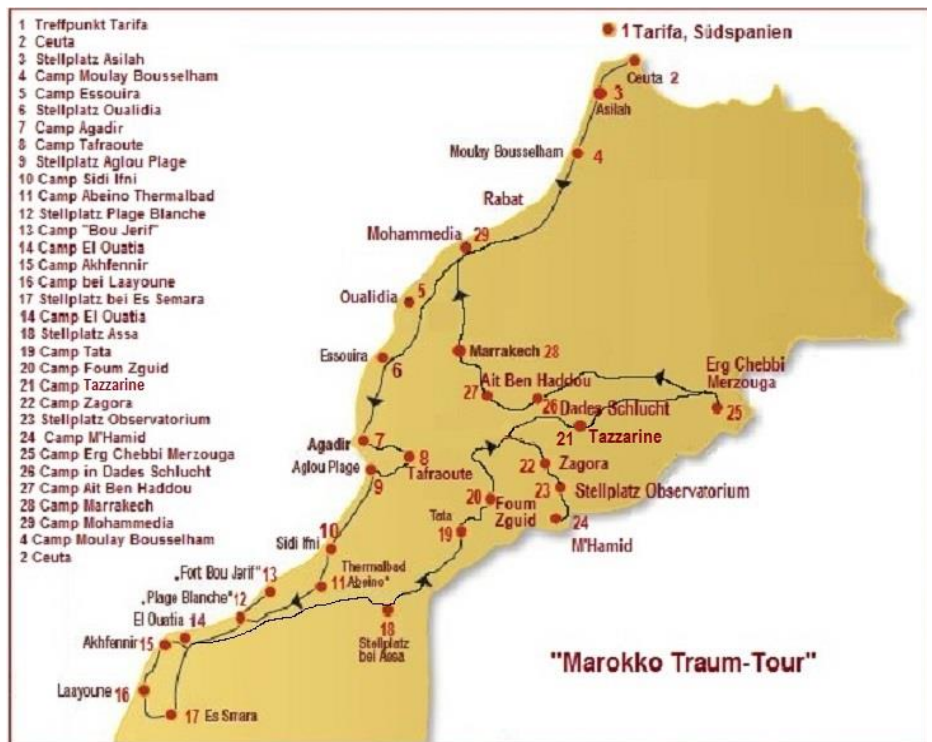 1 Treffpunkt Tarifa
2 Ceuta
3 Stellplatz Asilah
4 Camp Moulay Bousselham
5 Camp Essouira
6 Stellplatz Oualidia
7 Camp Agadir
8 Camp Tafraoute
9 Stellplatz Aglou Plage
10 Camp Sidi Ifni
11 Camp Abeino Thermalbad
12 Stellplatz Plage Blanche
13 Camp "Bou Jerif"
14 Camp El Ouatia
15 Camp Akhfennir
16 Camp bei Laayoune
17 Stellplatz bei Es Semara
14 Camp El Ouatia
18 Stellplatz Assa
19 Camp Tata
20 Camp Foum Zguid
21 Camp Tazzarine
22 Camp Zagora
23 Stellplatz Observatorium
24 Camp M'Hamid
25 Camp Erg Chebbi Merzouga
26 Camp in Dades Schlucht
27 Camp Ait Ben Haddou
28 Camp Marrakech
29 Camp Mohammedia
4 Camp Moulay Bousselham
2 Ceuta
1 Tarifa, Südspanien
Ceuta 2
3
Asilah
Moulay Bousselham 4
Rabat
Mohammedia 29
Oualidia 5
Essouira 6
Marrakech 28
Ait Ben Haddou
27
26
Dades Schlucht
Erg Chebbi
Merzouga
25
21 Tazzarine
Agadir 7
8
Tafraoute
Aglou Plage
9
22 Zagora
23 Stellplatz Observatorium
20 Foum
Zguid
24
M'Hamid
Tata
19
10
Sidi Ifni
Thermalbad
11 Abeino"
„Fort Bou Jerif" 13
„Plage Blanche" 12
El Ouatia 14
Akhfennir 15
18
Stellplatz
bei Assa
Laayoune 16
17 Es Smara
"Marokko Traum-Tour"